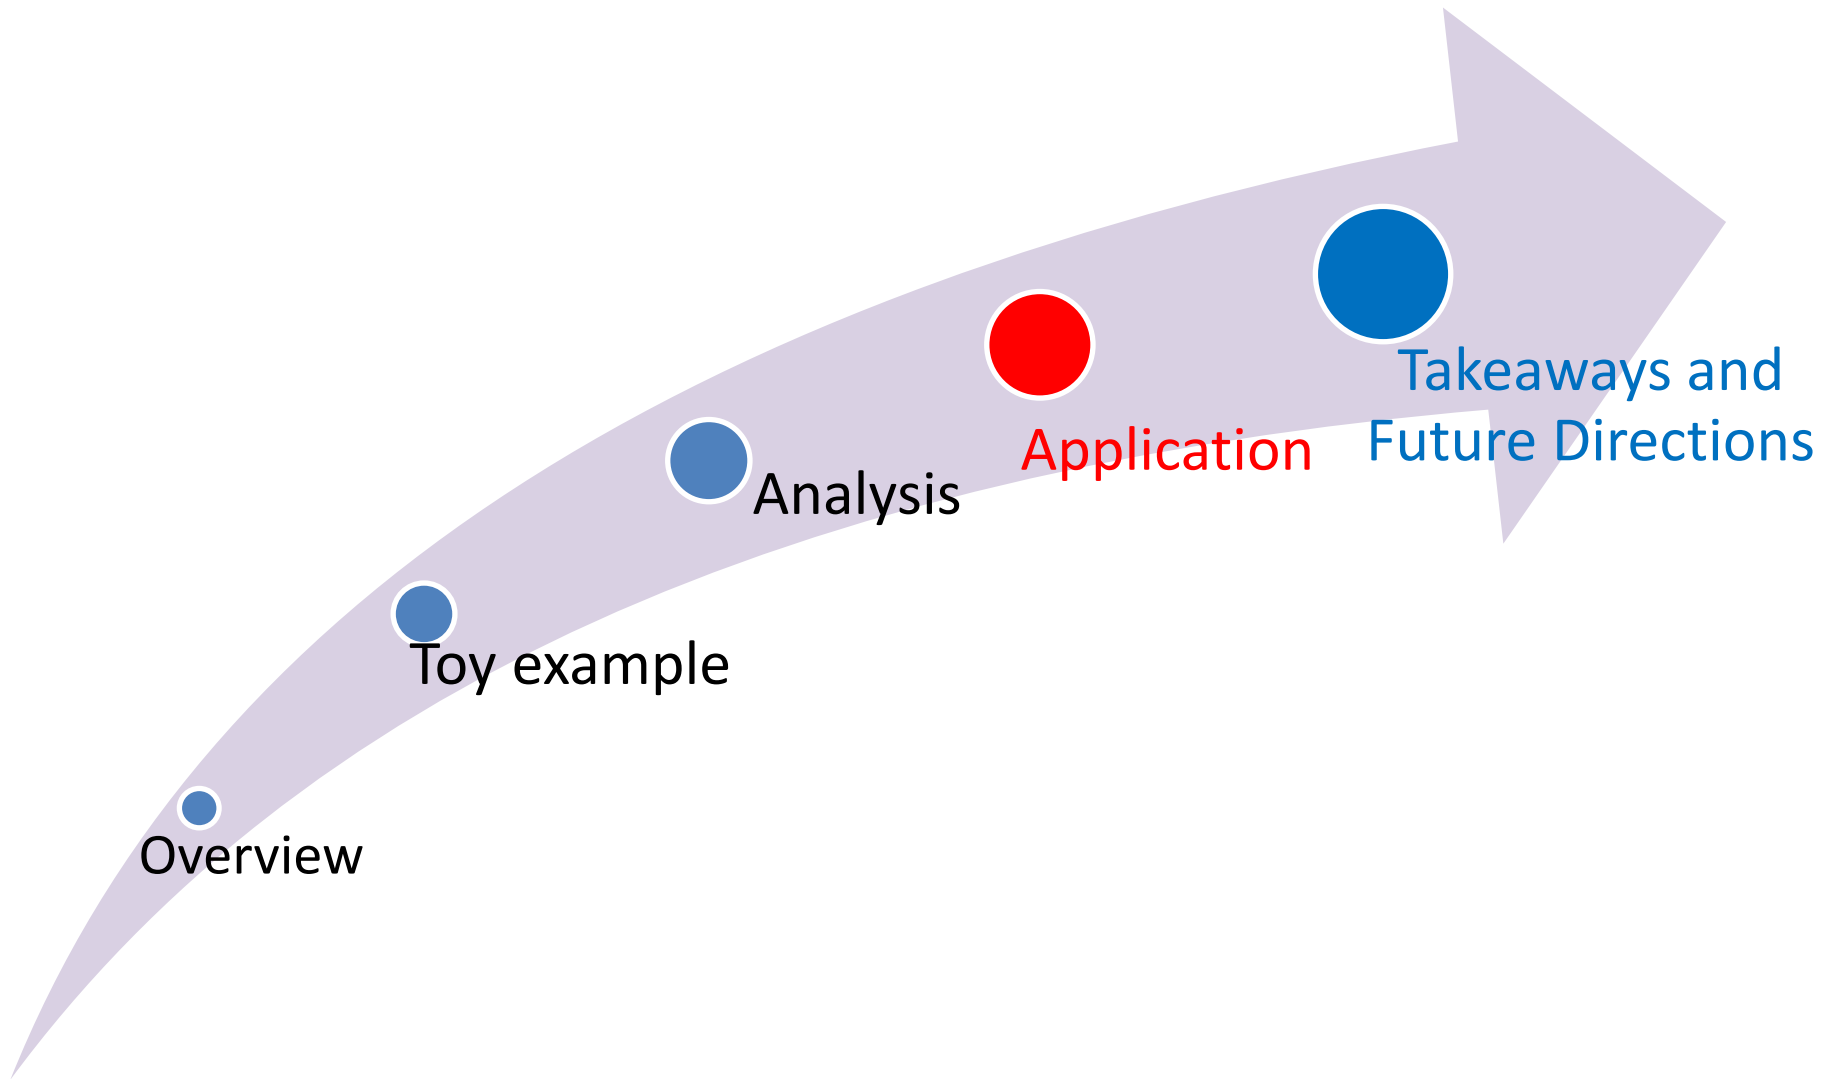 Overview
Toy example
Analysis
Application
Takeaways and
Future Directions